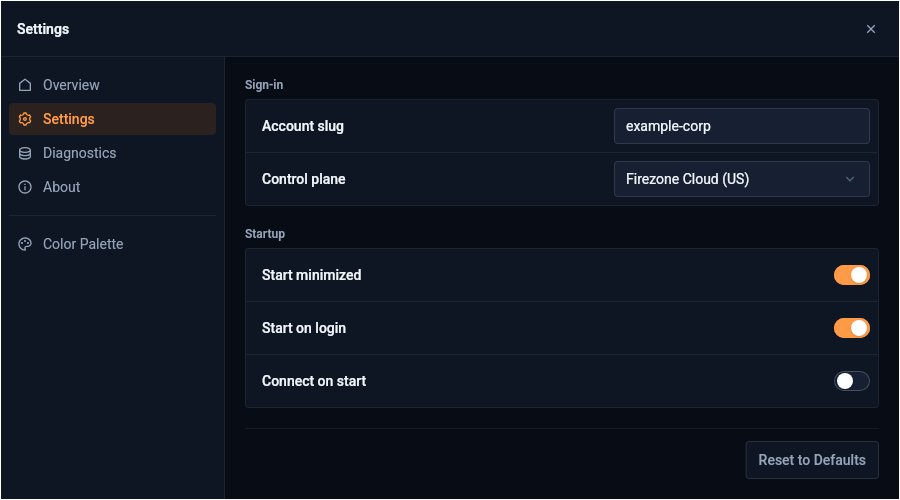 Settings
Overview
Settings
Diagnostics
About
Color Palette
Sign-in
Account slug
example-corp
Control plane
Firezone Cloud (US)
Startup
Start minimized
Start on login
Connect on start
Reset to Defaults